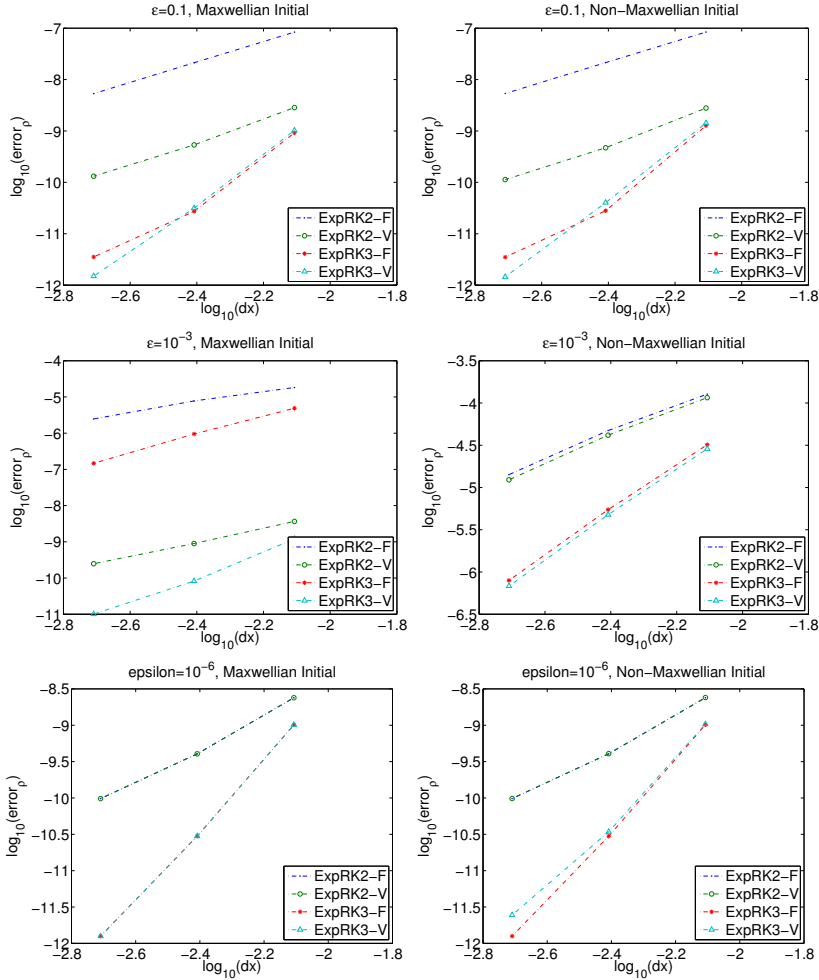 ε=0.1, Maxwellian Initial
−7
−8
−9
−10
−11
−12
log10(error_ρ)
−2.8
−2.6
−2.4
−2.2
−2
−1.8
log10(dx)
ExpRK2−F
ExpRK2−V
ExpRK3−F
ExpRK3−V
ε=0.1, Non−Maxwellian Initial
−7
−8
−9
−10
−11
−12
log10(error_ρ)
−2.8
−2.6
−2.4
−2.2
−2
−1.8
log10(dx)
ExpRK2−F
ExpRK2−V
ExpRK3−F
ExpRK3−V
ε=10^−3, Maxwellian Initial
−4
−5
−6
−7
−8
−9
−10
−11
log10(error_ρ)
−2.8
−2.6
−2.4
−2.2
−2
−1.8
log10(dx)
ExpRK2−F
ExpRK2−V
ExpRK3−F
ExpRK3−V
ε=10^−3, Non−Maxwellian Initial
−3.5
−4
−4.5
−5
−5.5
−6
−6.5
log10(error_ρ)
−2.8
−2.6
−2.4
−2.2
−2
−1.8
log10(dx)
ExpRK2−F
ExpRK2−V
ExpRK3−F
ExpRK3−V
epsilon=10^−6, Maxwellian Initial
−8.5
−9
−9.5
−10
−10.5
−11
−11.5
−12
log10(error_ρ)
−2.8
−2.6
−2.4
−2.2
−2
−1.8
log10(dx)
ExpRK2−F
ExpRK2−V
ExpRK3−F
ExpRK3−V
epsilon=10^−6, Non−Maxwellian Initial
−8.5
−9
−9.5
−10
−10.5
−11
−11.5
−12
log10(error_ρ)
−2.8
−2.6
−2.4
−2.2
−2
−1.8
log10(dx)
ExpRK2−F
ExpRK2−V
ExpRK3−F
ExpRK3−V